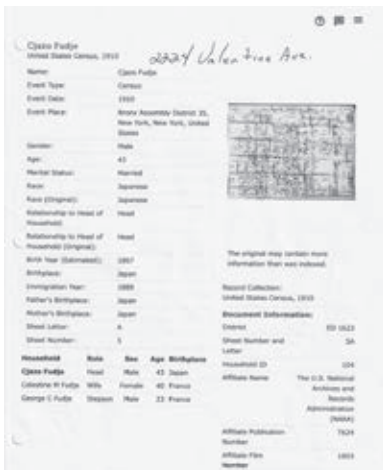 Cjazo Fudje
United States Census, 1910
2224 Valentine Ave.
Name: Cjazo Fudje
Event Type: Census
Event Date: 1910
Event Place: Bronx Assembly District 35, New York, New York, United States
Gender: Male
Age: 43
Marital Status: Married
Race: Japanese
Race (Original): Japanese
Relationship to Head of Household: Head
Relationship to Head of Household (Original): Head
Birth Year (Estimated): 1867
Birthplace: Japan
Immigration Year: 1889
Father's Birthplace: Japan
Mother's Birthplace: Japan
Sheet Letter: A
Sheet Number: 5
Household Role Sex Age Birthplace
Cjazo Fudje Head Male 43 Japan
Celestine M Fudje Wife Female 40 France
George C Fudje Stepson Male 23 France
The original may contain more
information than was indexed.
Record Collection:
United States Census, 1910
Document Information:
District ED 1623
Sheet Number and Letter 5A
Household ID 104
Affiliate Name The U.S. National Archives and Records Administration (NARA)
Affiliate Publication Number T624
Affiliate Film Number